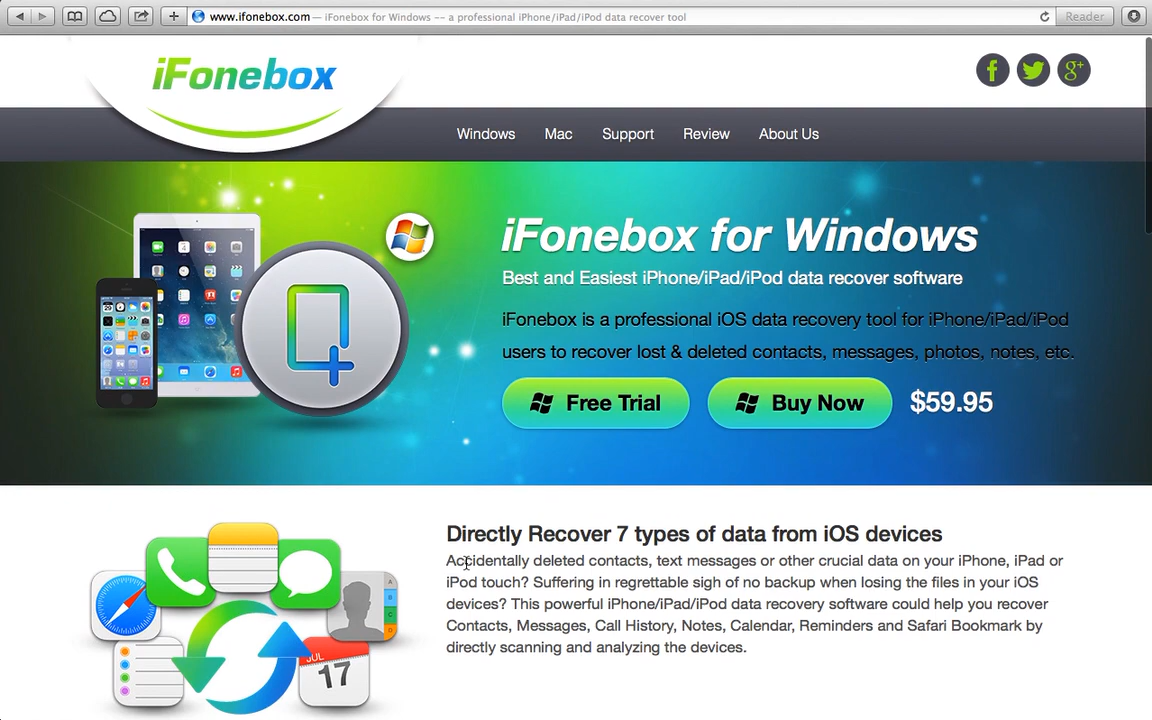 www.ifonebox.com — iFonebox for Windows -- a professional iPhone/iPad/iPod data recover tool
Reader
iFonebox
Windows Mac Support Review About Us
iFonebox for Windows
Best and Easiest iPhone/iPad/iPod data recover software
iFonebox is a professional iOS data recovery tool for iPhone/iPad/iPod
users to recover lost & deleted contacts, messages, photos, notes, etc.
Free Trial Buy Now $59.95
Directly Recover 7 types of data from iOS devices
Accidentally deleted contacts, text messages or other crucial data on your iPhone, iPad or
iPod touch? Suffering in regrettable sigh of no backup when losing the files in your iOS
devices? This powerful iPhone/iPad/iPod data recovery software could help you recover
Contacts, Messages, Call History, Notes, Calendar, Reminders and Safari Bookmark by
directly scanning and analyzing the devices.
JUL
17